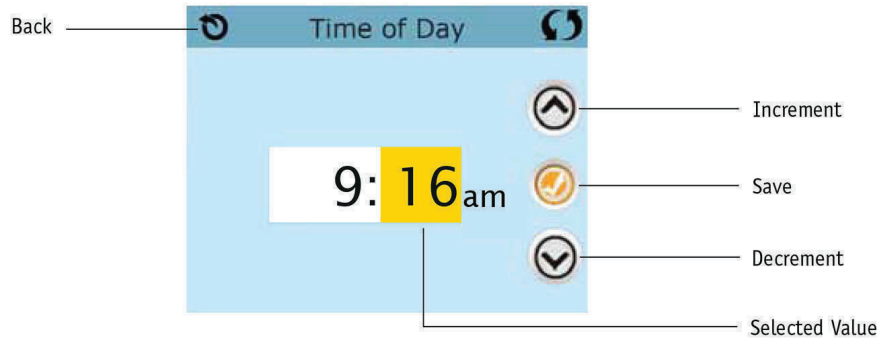 Back
Time of Day
Increment
9:16am
Save
Decrement
Selected Value